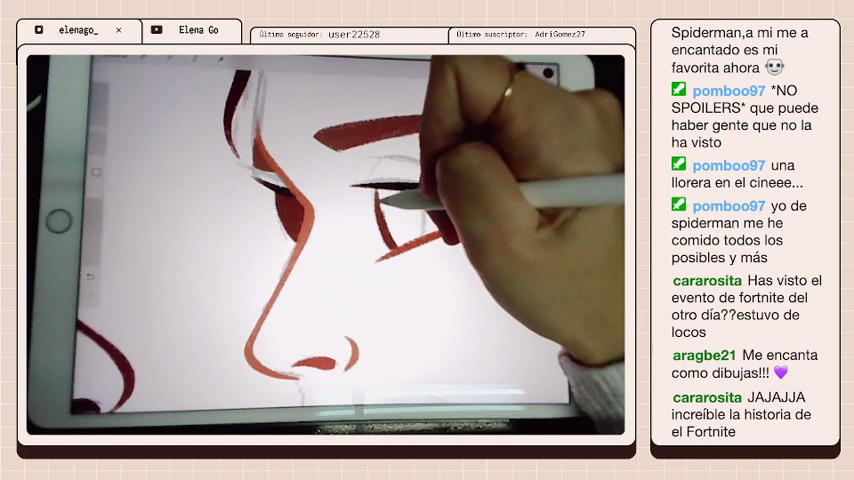 elenago_ ×
Elena Go
Último seguidor: user22528
Último suscriptor: AdriGomez27
Spiderman,a mi me a
encantado es mi
favorita ahora
pomboo97 *NO
SPOILERS* que puede
haber gente que no la
ha visto
pomboo97 una
llorera en el cineee...
pomboo97 yo de
spiderman me he
comido todos los
posibles y más
cararosita Has visto el
evento de fortnite del
otro día??estuvo de
locos
aragbe21 Me encanta
como dibujas!!! 💜
cararosita JAJAJJA
increíble la historia de
el Fortnite